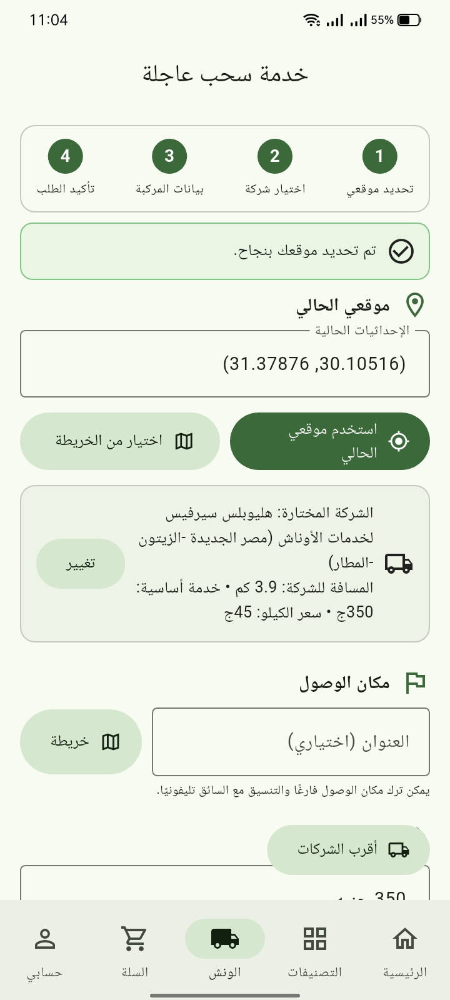 11:04
55%
خدمة سحب عاجلة
1
2
3
4
تحديد موقعي
اختيار شركة
بيانات المركبة
تأكيد الطلب
تم تحديد موقعك بنجاح.
موقعي الحالي
الإحداثيات الحالية
(31.37876 ,30.10516)
استخدم موقعي
الحالي
اختيار من الخريطة
الشركة المختارة: هليوبلس سيرفيس
لخدمات الأوناش (مصر الجديدة -الزيتون
-المطار)
المسافة للشركة: 3.9 كم • خدمة أساسية:
350ج • سعر الكيلو: 45ج
تغيير
مكان الوصول
العنوان (اختياري)
خريطة
يمكن ترك مكان الوصول فارغًا والتنسيق مع السائق تليفونيًا.
أقرب الشركات
350
الرئيسية
التصنيفات
الونش
السلة
حسابي